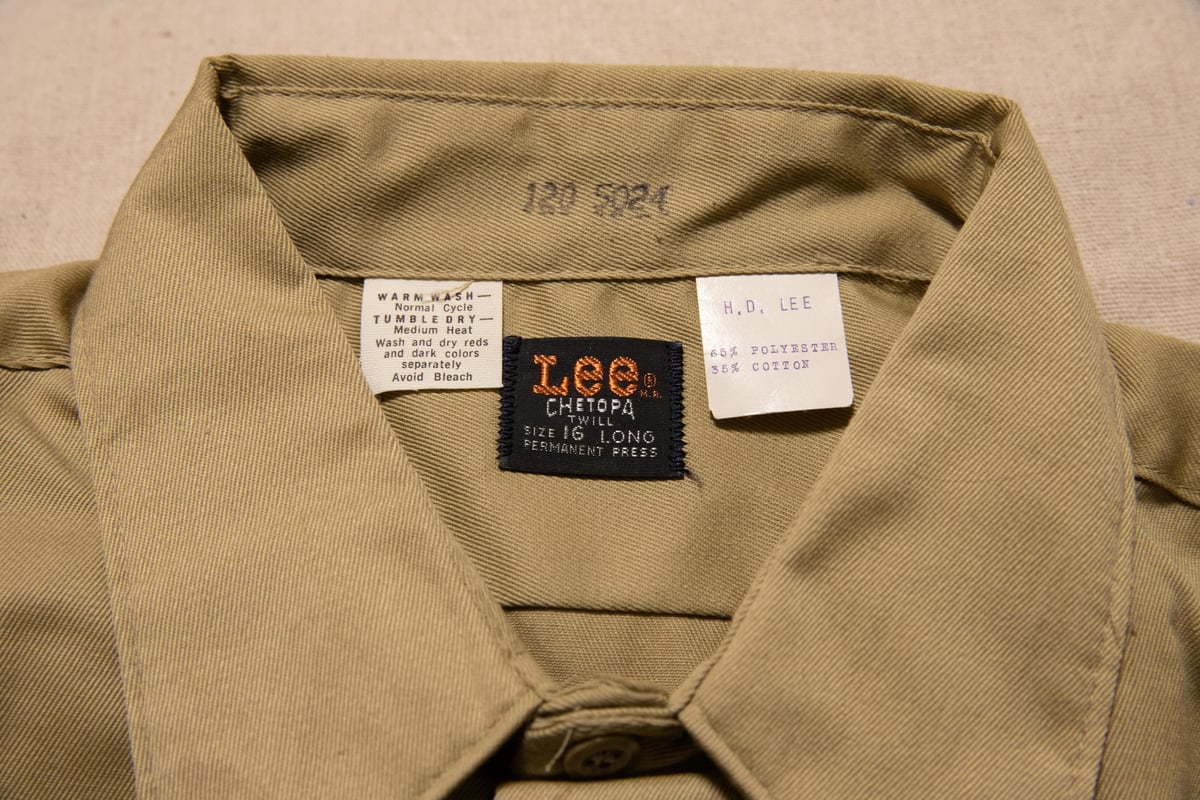 120 5024
WARM WASH—
Normal Cycle
TUMBLE DRY—
Medium Heat
Wash and dry reds
and dark colors
separately
Avoid Bleach
Lee®
M.R.
CHETOPA
TWILL
SIZE 16 LONG
PERMANENT PRESS
H.D. LEE
65% POLYESTER
35% COTTON